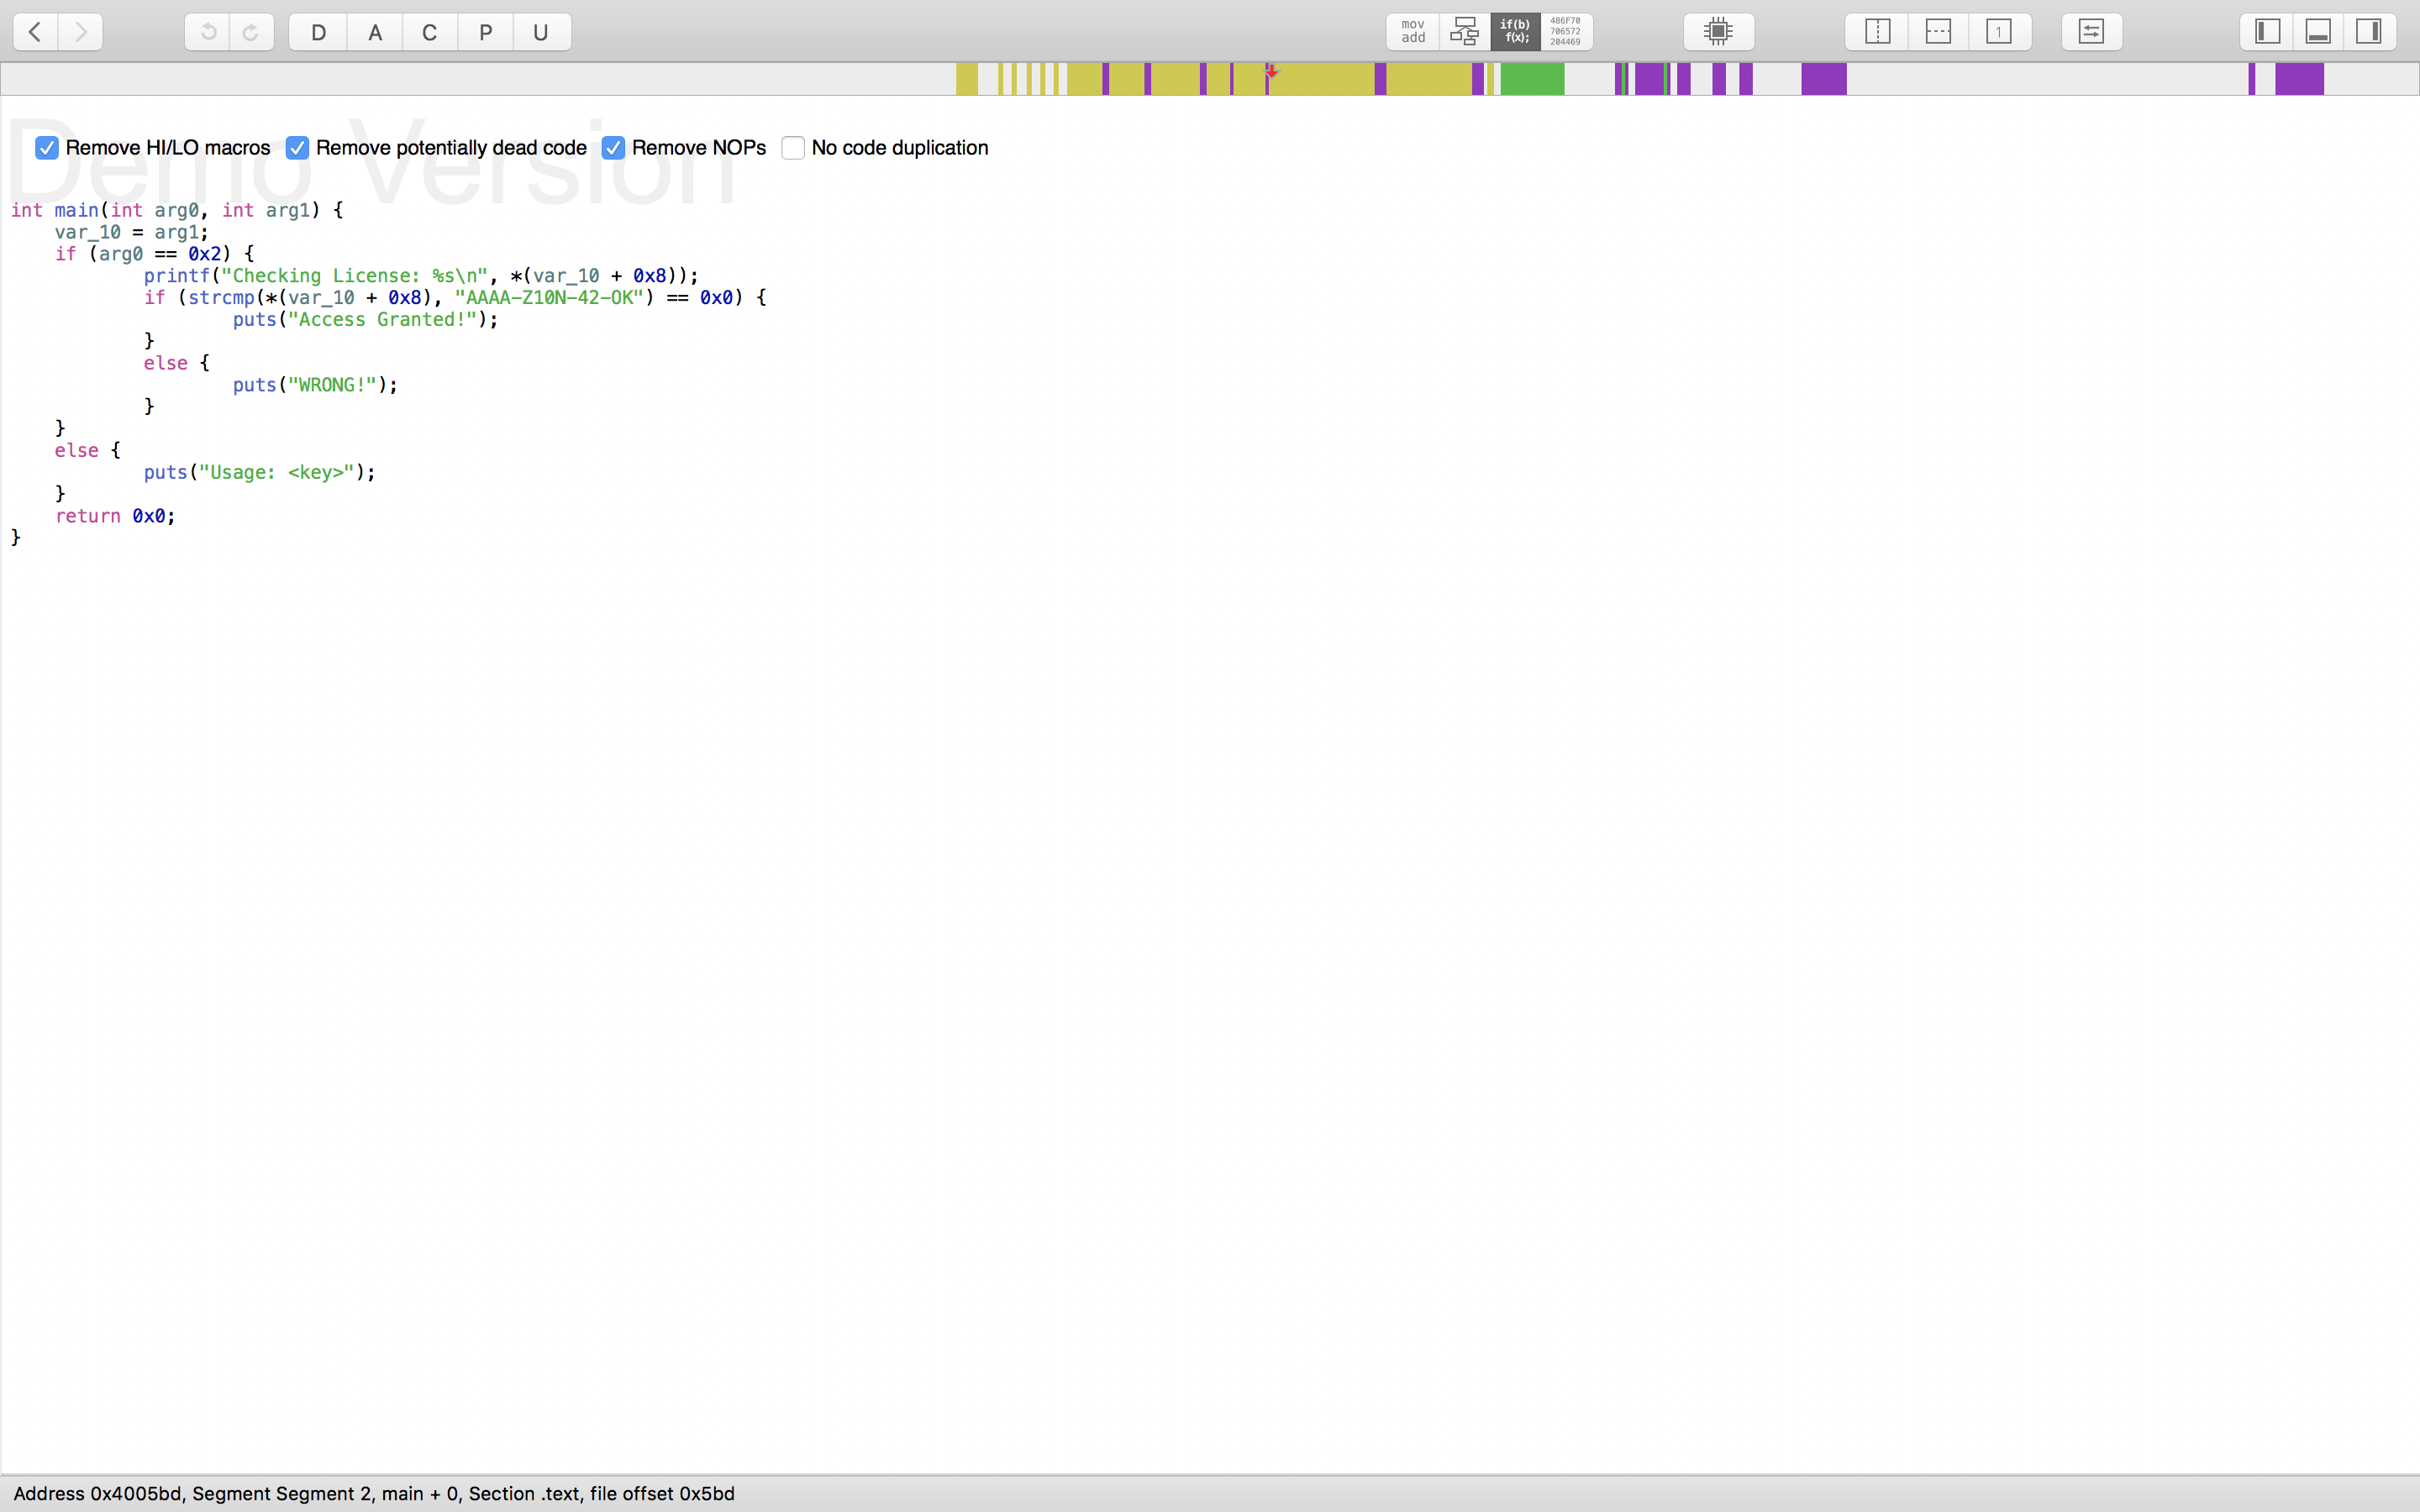 D A C P U mov add if(b) f(x); 486F70 706572 204469 1
Demo Version
Remove HI/LO macros Remove potentially dead code Remove NOPs No code duplication
int main(int arg0, int arg1) {
    var_10 = arg1;
    if (arg0 == 0x2) {
            printf("Checking License: %s\n", *(var_10 + 0x8));
            if (strcmp(*(var_10 + 0x8), "AAAA-Z10N-42-OK") == 0x0) {
                    puts("Access Granted!");
            }
            else {
                    puts("WRONG!");
            }
    }
    else {
            puts("Usage: <key>");
    }
    return 0x0;
}
Address 0x4005bd, Segment Segment 2, main + 0, Section .text, file offset 0x5bd